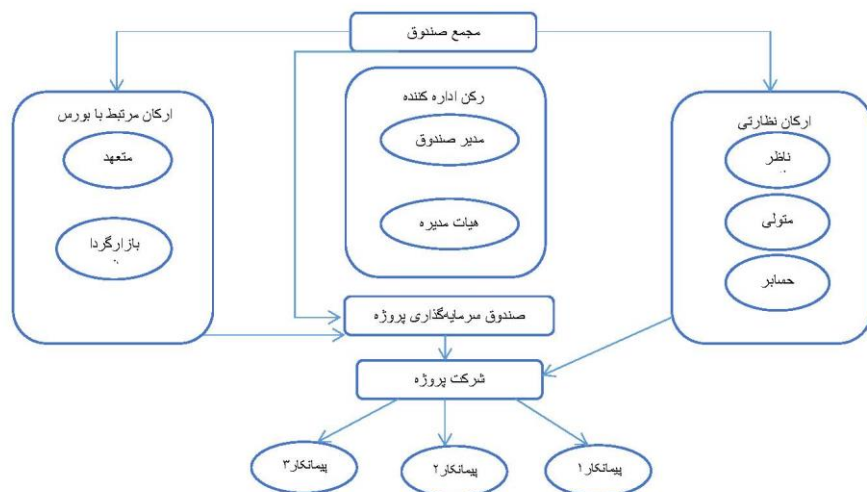 مجمع صندوق
رکن اداره کننده
مدیر صندوق
هیات مدیره
ارکان نظارتی
ناظر
متولی
حسابر
ارکان مرتبط با بورس
متعهد
بازارگردا
صندوق سرمایه‌گذاری پروژه
شرکت پروژه
پیمانکار۱
پیمانکار۲
پیمانکار۳